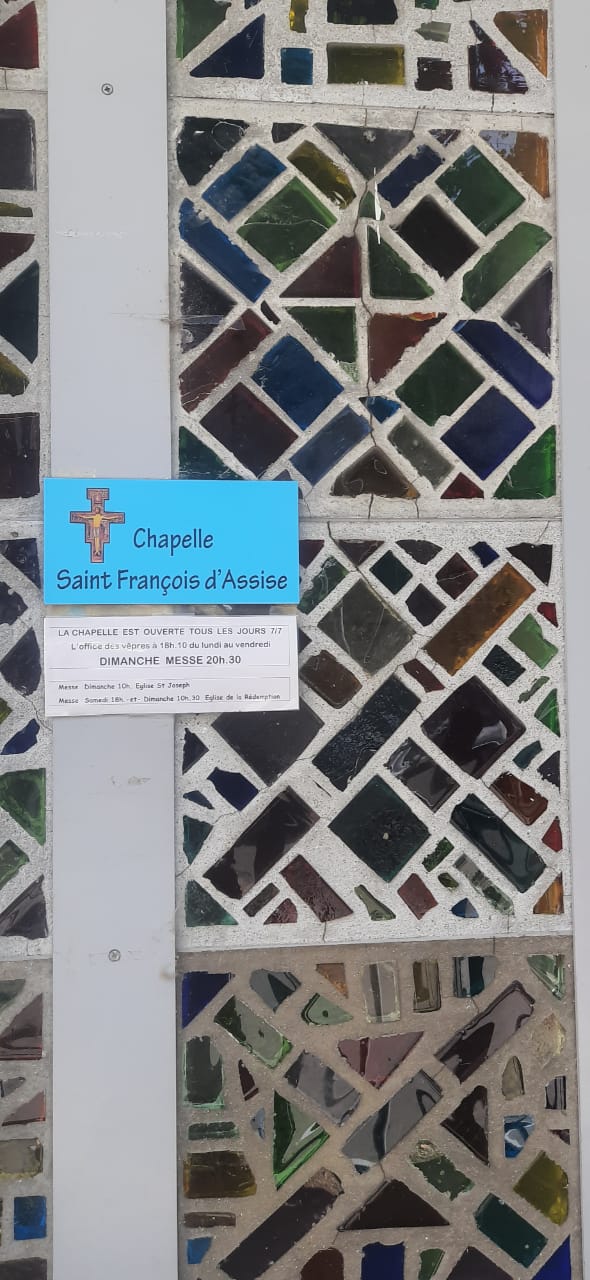 Chapelle
Saint François d'Assise
LA CHAPELLE EST OUVERTE TOUS LES JOURS 7/7
L'office des vêpres à 18h.10 du lundi au vendredi
DIMANCHE MESSE 20h.30
Messe : Dimanche 10h. Eglise St Joseph
Messe : Samedi 18h. -et- Dimanche 10h.30. Eglise de la Rédemption